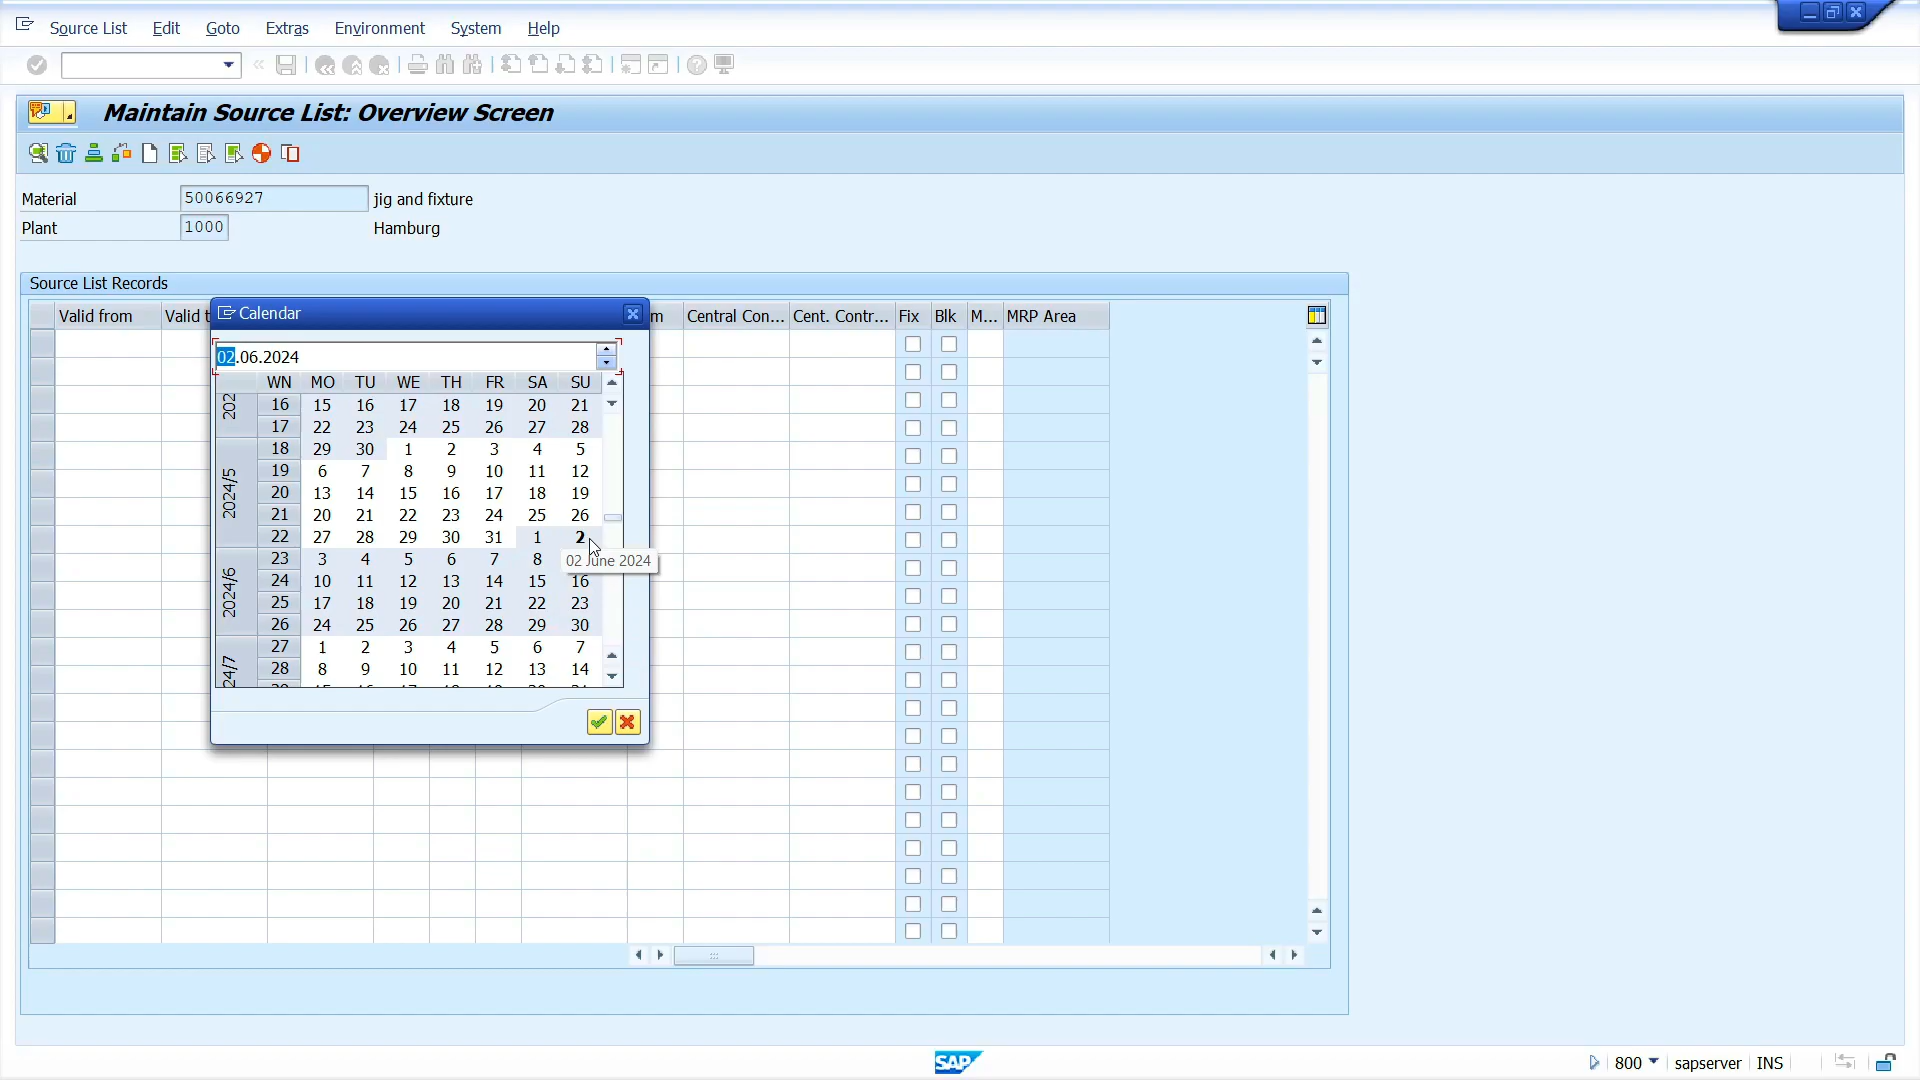 Source List Edit Goto Extras Environment System Help
Maintain Source List: Overview Screen
Material 50066927 jig and fixture
Plant 1000 Hamburg
Source List Records
Valid from Valid t m Central Con... Cent. Contr... Fix Blk M... MRP Area
Calendar
02.06.2024
WN MO TU WE TH FR SA SU
202 16 15 16 17 18 19 20 21
17 22 23 24 25 26 27 28
18 29 30 1 2 3 4 5
2024/5 19 6 7 8 9 10 11 12
20 13 14 15 16 17 18 19
21 20 21 22 23 24 25 26
22 27 28 29 30 31 1 2
23 3 4 5 6 7 8
02 June 2024
2024/6 24 10 11 12 13 14 15 16
25 17 18 19 20 21 22 23
26 24 25 26 27 28 29 30
27 1 2 3 4 5 6 7
24/7 28 8 9 10 11 12 13 14
SAP 800 sapserver INS